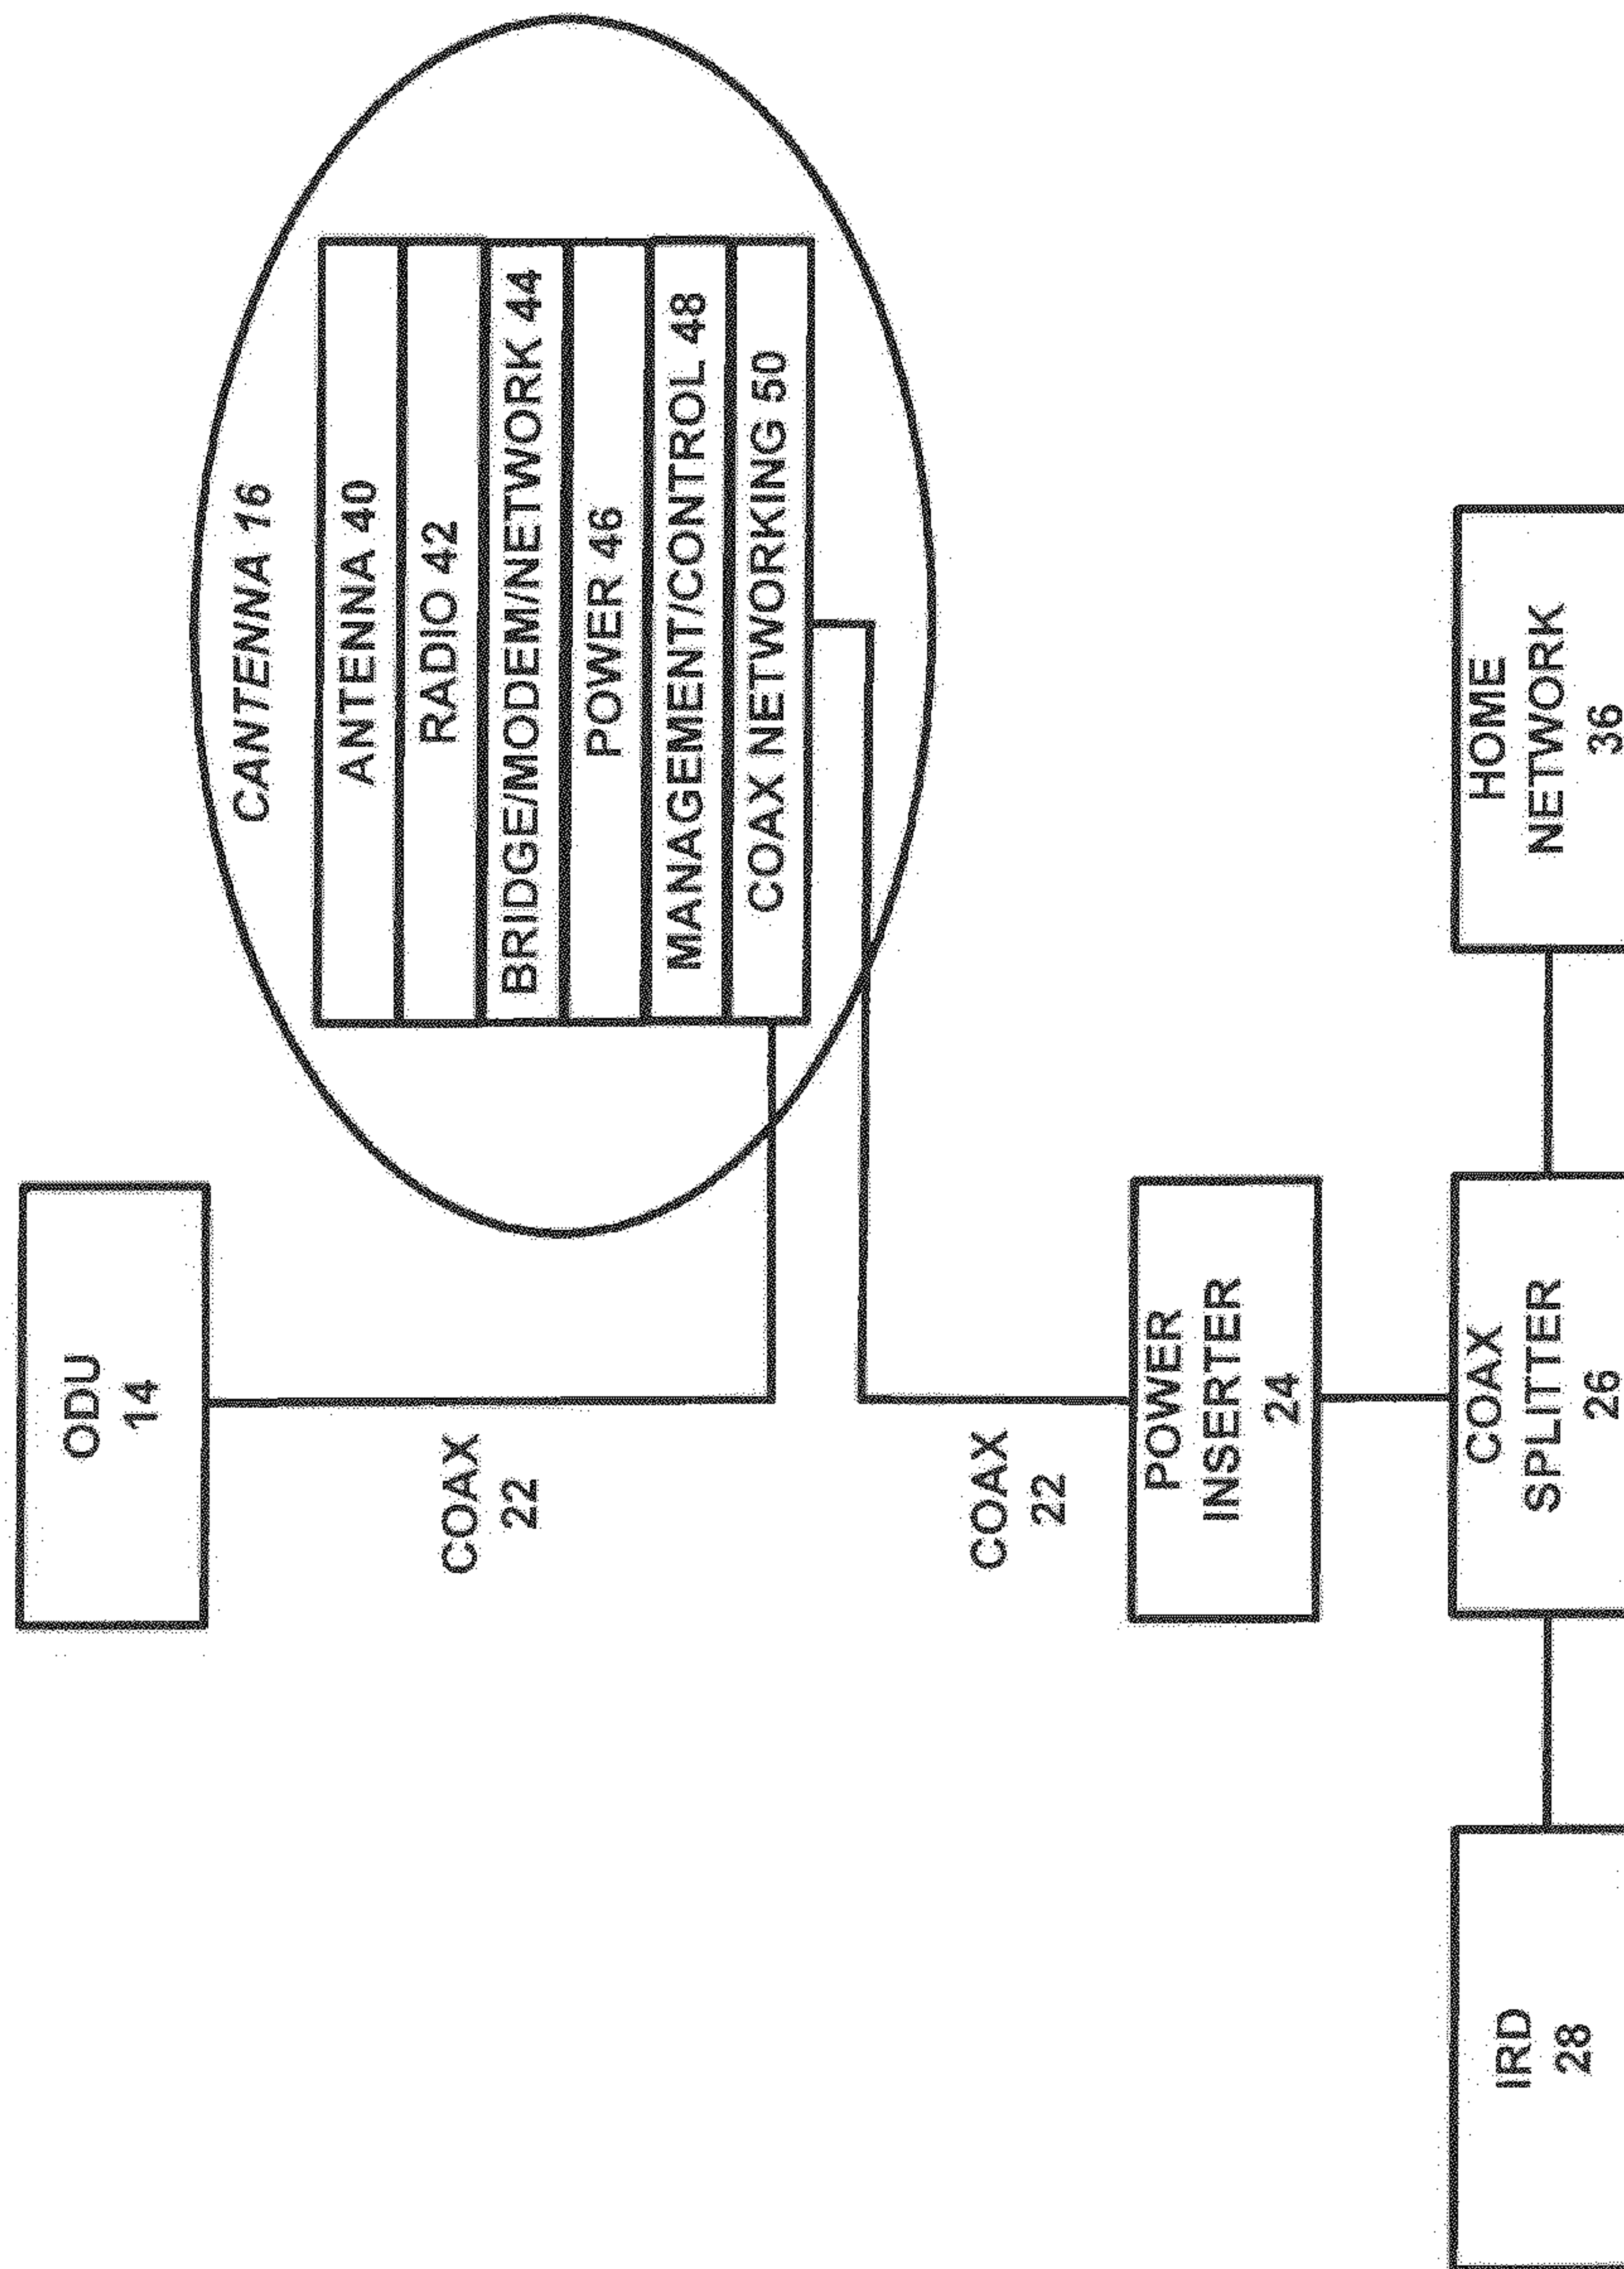 ODU
14
COAX
22
CANTENNA 16
ANTENNA 40
RADIO 42
BRIDGE/MODEM/NETWORK 44
POWER 46
MANAGEMENT/CONTROL 48
COAX NETWORKING 50
COAX
22
POWER
INSERTER
24
IRD
28
COAX
SPLITTER
26
HOME
NETWORK
36